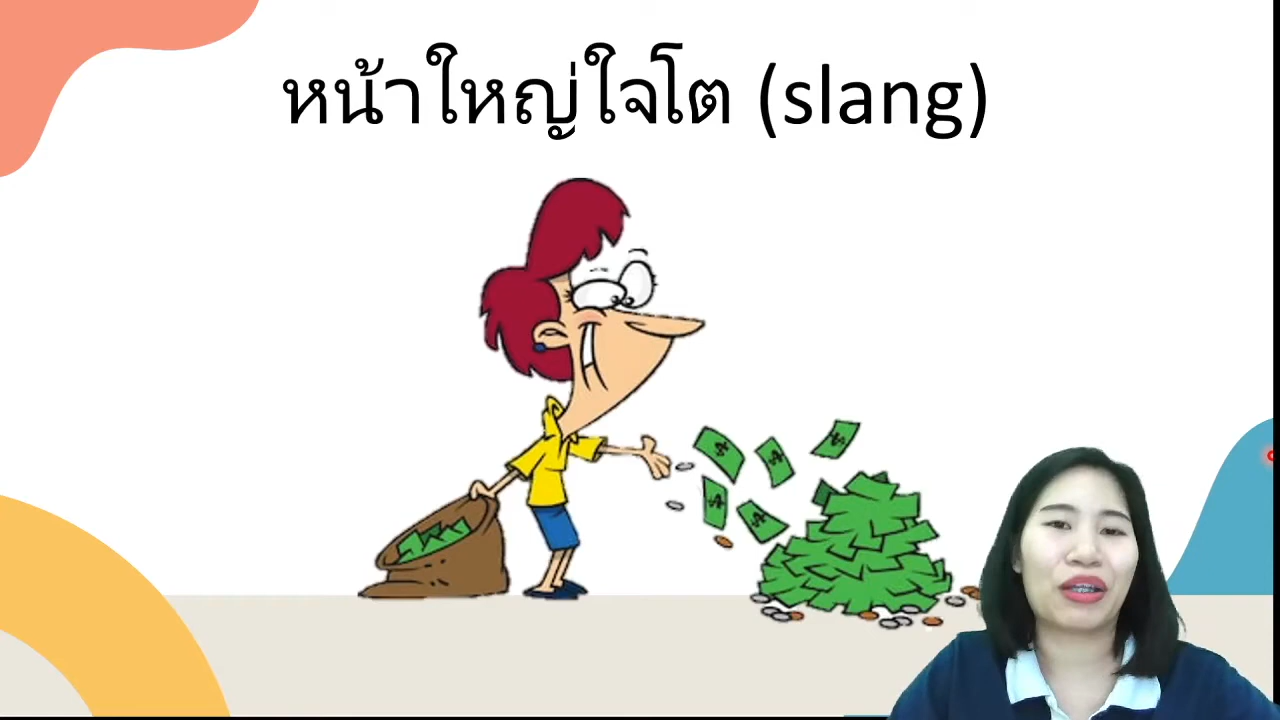 หน้าใหญ่ใจโต (slang)
$ $ $ $ $